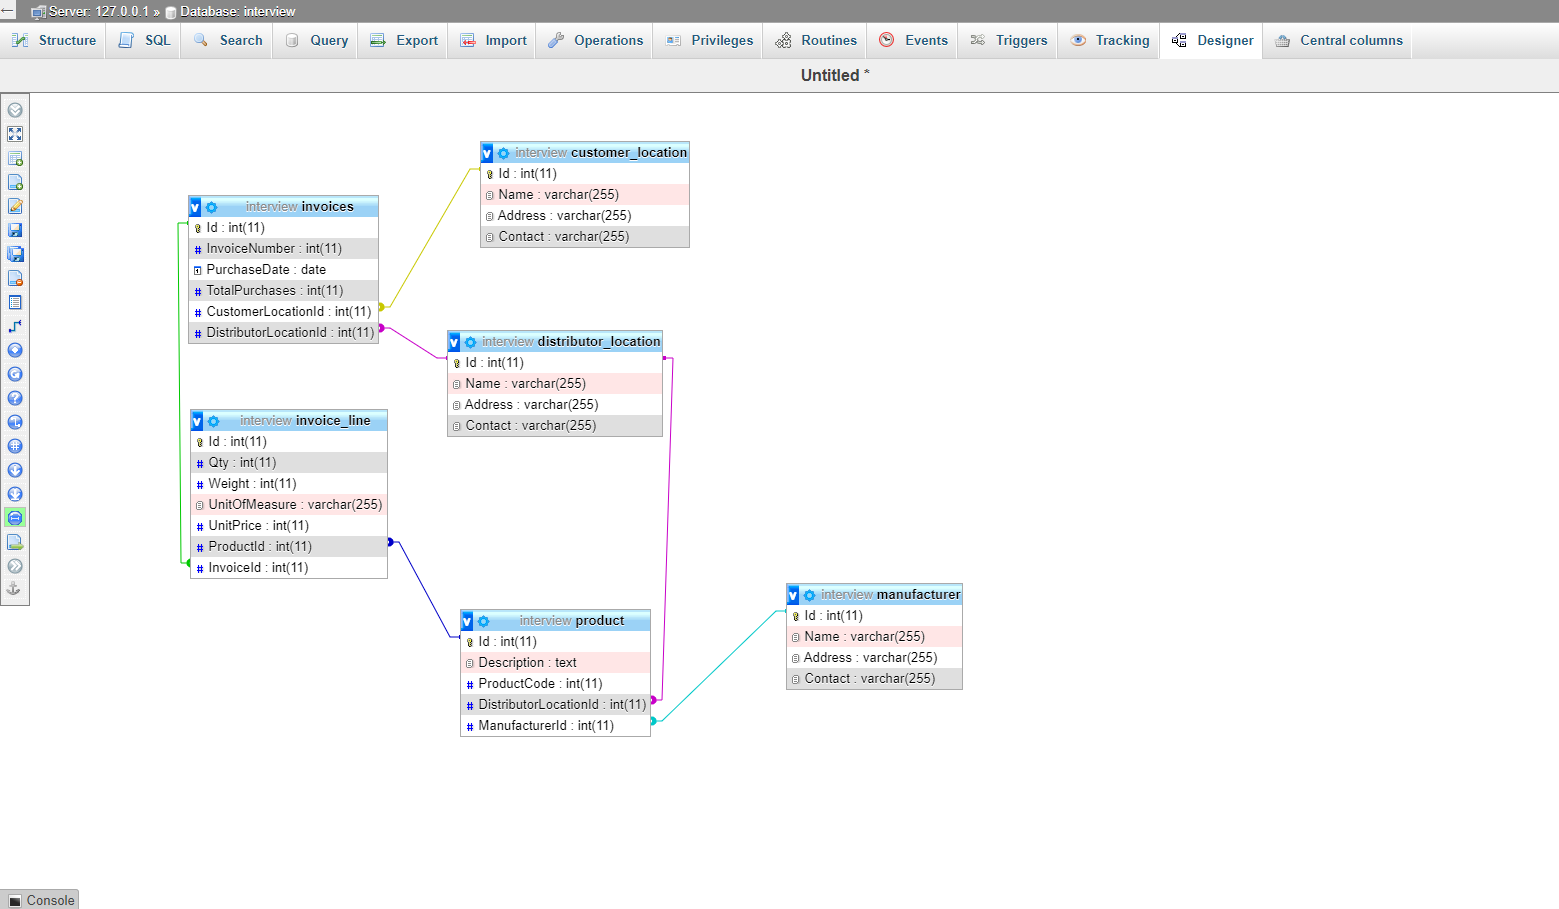 Server: 127.0.0.1 » Database: interview
Structure SQL Search Query Export Import Operations Privileges Routines Events Triggers Tracking Designer Central columns
Untitled *
v interview customer_location
Id : int(11)
Name : varchar(255)
Address : varchar(255)
Contact : varchar(255)
v interview invoices
Id : int(11)
# InvoiceNumber : int(11)
PurchaseDate : date
# TotalPurchases : int(11)
# CustomerLocationId : int(11)
# DistributorLocationId : int(11)
v interview distributor_location
Id : int(11)
Name : varchar(255)
Address : varchar(255)
Contact : varchar(255)
v interview invoice_line
Id : int(11)
# Qty : int(11)
# Weight : int(11)
UnitOfMeasure : varchar(255)
# UnitPrice : int(11)
# ProductId : int(11)
# InvoiceId : int(11)
v interview product
Id : int(11)
Description : text
# ProductCode : int(11)
# DistributorLocationId : int(11)
# ManufacturerId : int(11)
v interview manufacturer
Id : int(11)
Name : varchar(255)
Address : varchar(255)
Contact : varchar(255)
Console